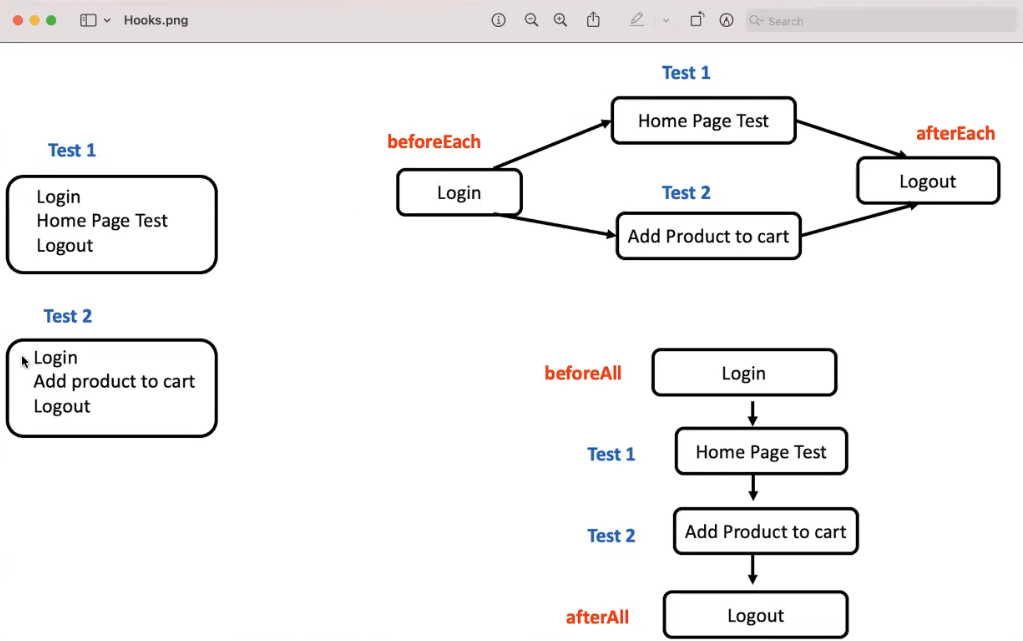 Hooks.png
Search
Test 1
Login
Home Page Test
Logout
Test 2
Login
Add product to cart
Logout
Test 1
beforeEach
Home Page Test
afterEach
Login
Logout
Test 2
Add Product to cart
beforeAll
Login
Test 1
Home Page Test
Test 2
Add Product to cart
afterAll
Logout